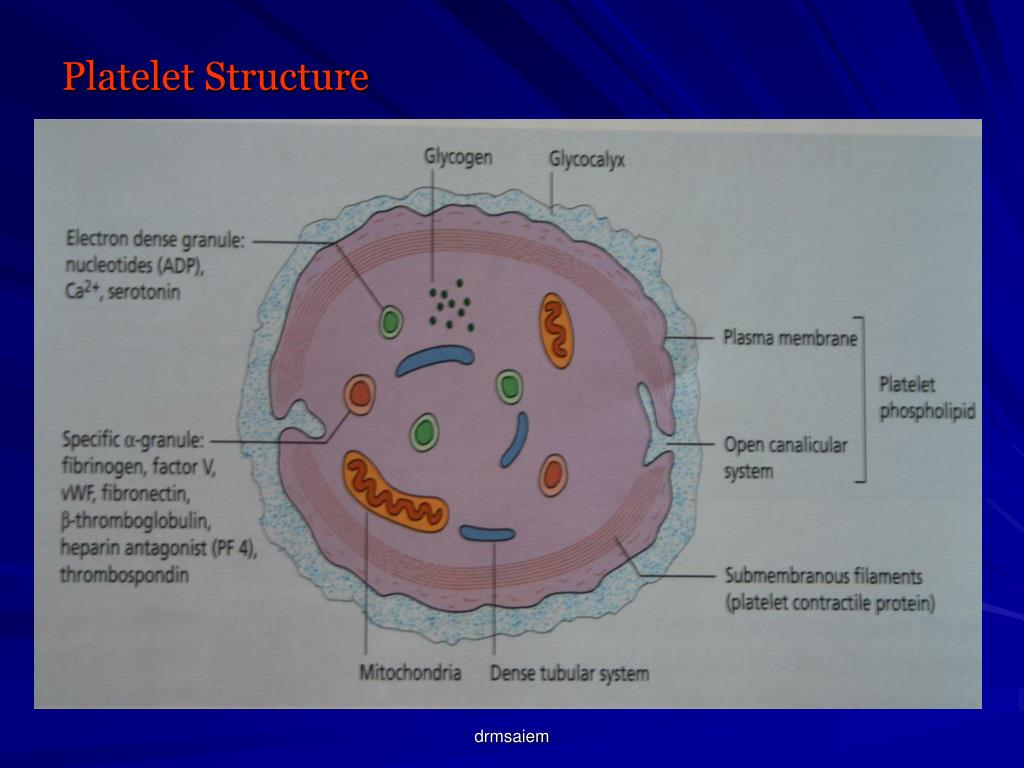 Platelet Structure
Glycogen
Glycocalyx
Electron dense granule:
nucleotides (ADP),
Ca2+, serotonin
Plasma membrane
Platelet
phospholipid
Open canalicular
system
Specific α-granule:
fibrinogen, factor V,
vWF, fibronectin,
β-thromboglobulin,
heparin antagonist (PF 4),
thrombospondin
Submembranous filaments
(platelet contractile protein)
Mitochondria
Dense tubular system
drmsaiem